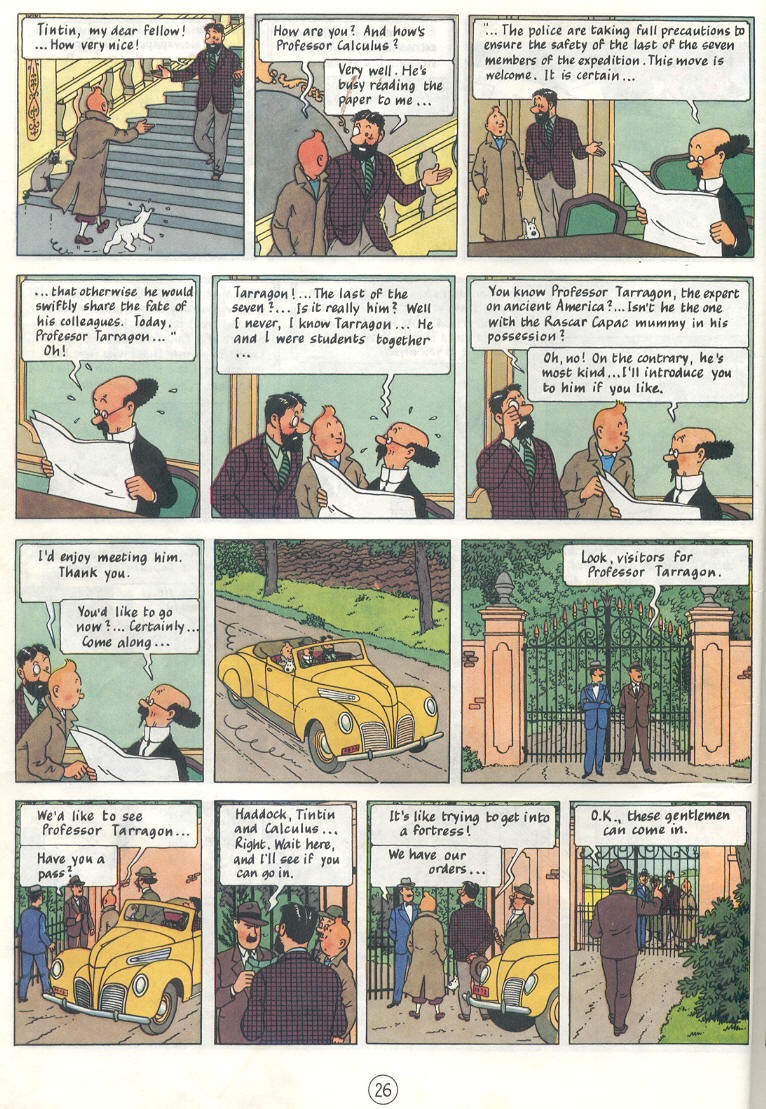 Tintin, my dear fellow!
...How very nice!
How are you? And how's
Professor Calculus?
Very well. He's
busy reading the
paper to me...
"... The police are taking full precautions to
ensure the safety of the last of the seven
members of the expedition. This move is
welcome. It is certain...
...that otherwise he would
swiftly share the fate of
his colleagues. Today,
Professor Tarragon..."
Oh!
Tarragon!...The last of the
seven?... Is it really him? Well
I never, I know Tarragon... He
and I were students together
...
You know Professor Tarragon, the expert
on ancient America?...Isn't he the one
with the Rascar Capac mummy in his
possession?
Oh, no! On the contrary, he's
most kind...I'll introduce you
to him if you like.
I'd enjoy meeting him.
Thank you.
You'd like to go
now?... Certainly...
Come along...
Look, visitors for
Professor Tarragon.
We'd like to see
Professor Tarragon...
Have you a
pass?
Haddock, Tintin
and Calculus...
Right. Wait here,
and I'll see if you
can go in.
It's like trying to get into
a fortress!
We have our
orders...
O.K., these gentlemen
can come in.
26